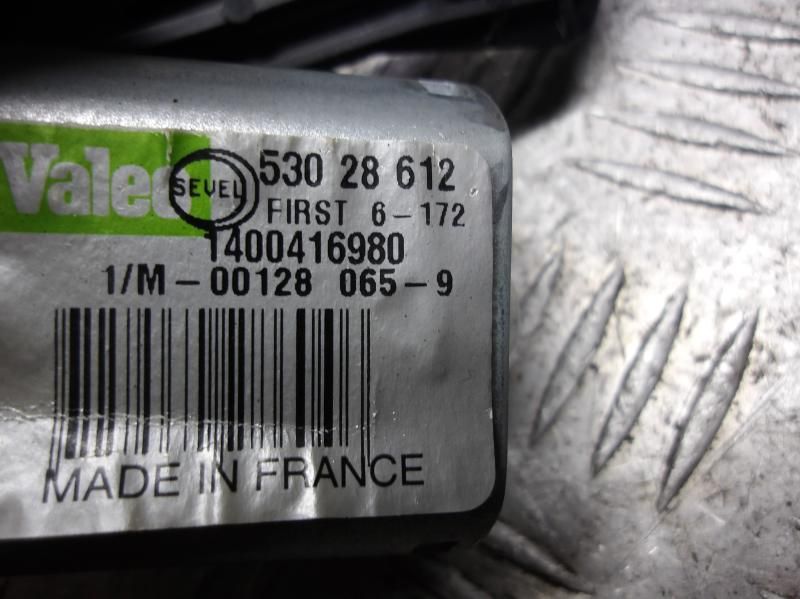 Valeo SEVEL 530 28 612
FIRST 6-172
1400416980
1/M-00128 065-9
MADE IN FRANCE